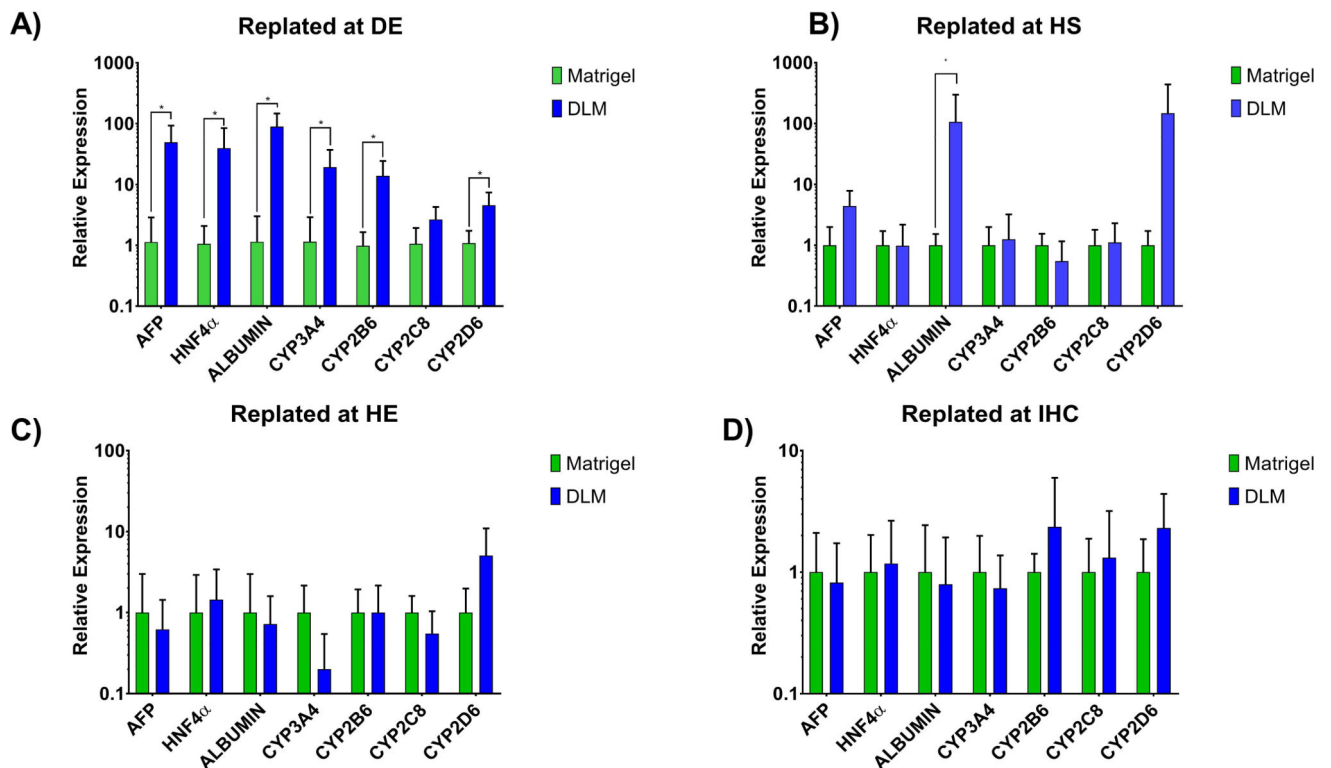 A)
Replated at DE
Relative Expression
1000
100
10
1
0.1
*
*
*
*
*
*
AFP
HNF4α
ALBUMIN
CYP3A4
CYP2B6
CYP2C8
CYP2D6
Matrigel
DLM
B)
Replated at HS
Relative Expression
1000
100
10
1
0.1
AFP
HNF4α
ALBUMIN
CYP3A4
CYP2B6
CYP2C8
CYP2D6
Matrigel
DLM
C)
Replated at HE
Relative Expression
100
10
1
0.1
AFP
HNF4α
ALBUMIN
CYP3A4
CYP2B6
CYP2C8
CYP2D6
Matrigel
DLM
D)
Replated at IHC
Relative Expression
10
1
0.1
AFP
HNF4α
ALBUMIN
CYP3A4
CYP2B6
CYP2C8
CYP2D6
Matrigel
DLM